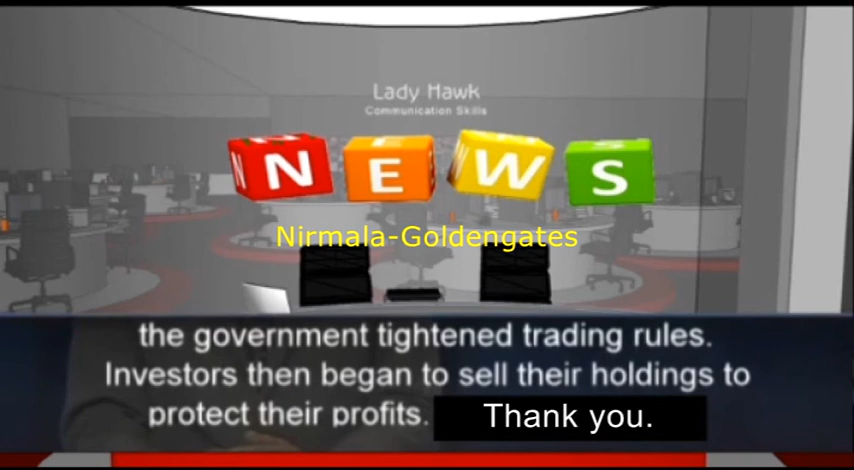 Lady Hawk
Communication Skills
NEWS
Nirmala-Goldengates
the government tightened trading rules.
Investors then began to sell their holdings to
protect their profits. Thank you.